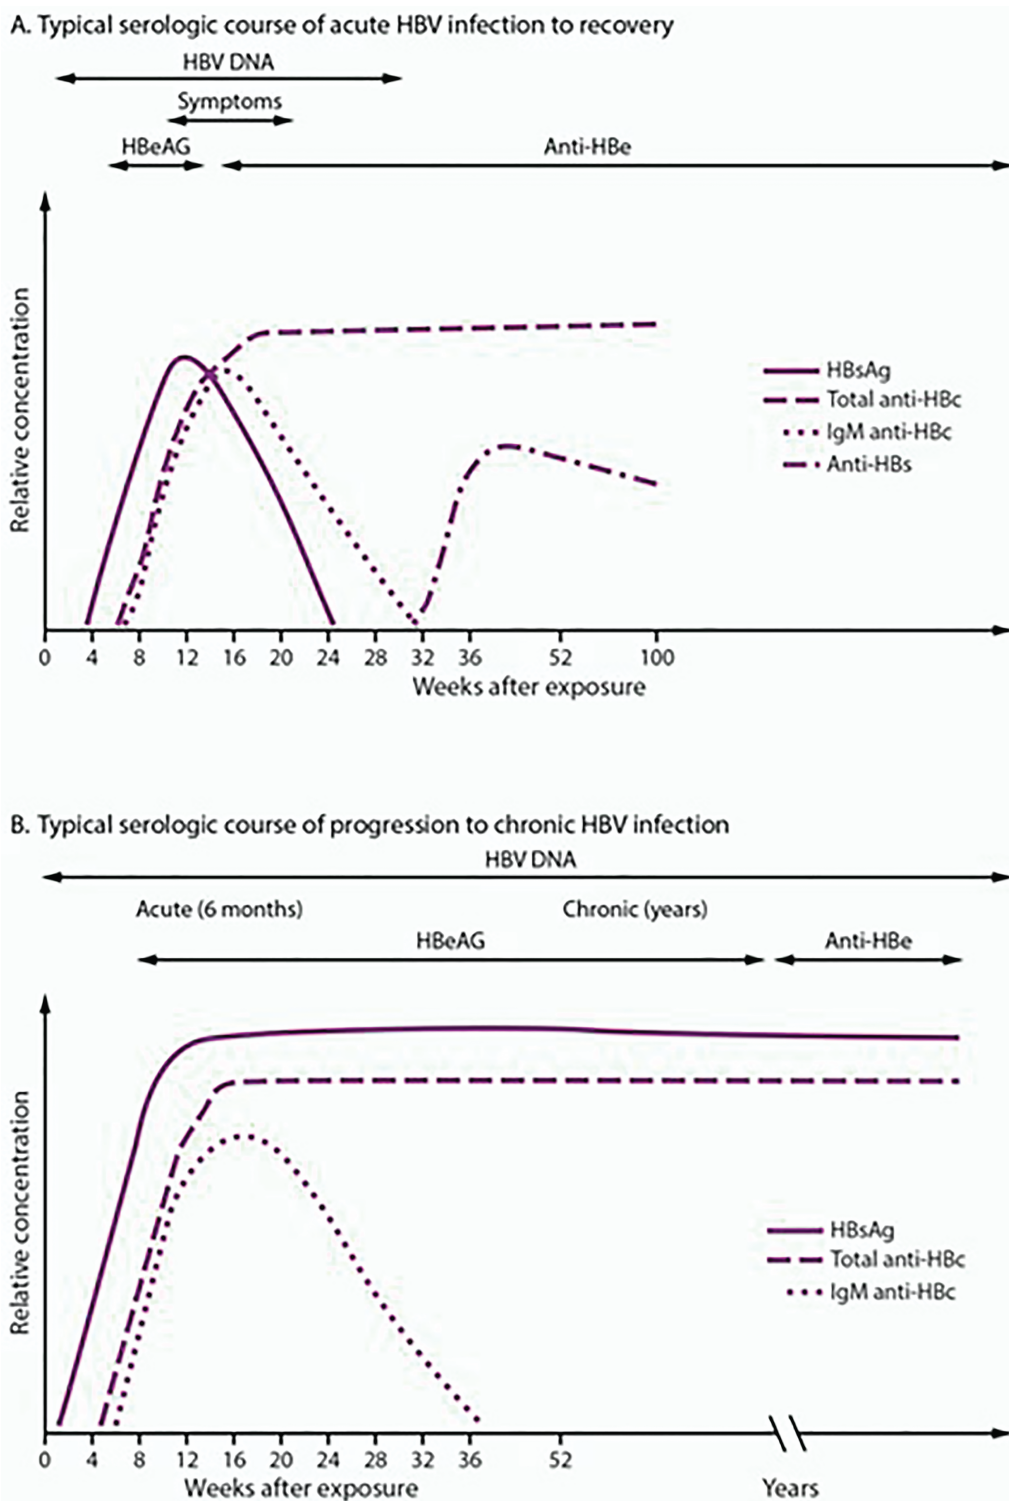 A. Typical serologic course of acute HBV infection to recovery
HBV DNA
Symptoms
HBeAG
Anti-HBe
Relative concentration
HBsAg
Total anti-HBc
IgM anti-HBc
Anti-HBs
0 4 8 12 16 20 24 28 32 36 52 100
Weeks after exposure
B. Typical serologic course of progression to chronic HBV infection
HBV DNA
Acute (6 months) Chronic (years)
HBeAG Anti-HBe
Relative concentration
HBsAg
Total anti-HBc
IgM anti-HBc
0 4 8 12 16 20 24 28 32 36 52
Weeks after exposure Years